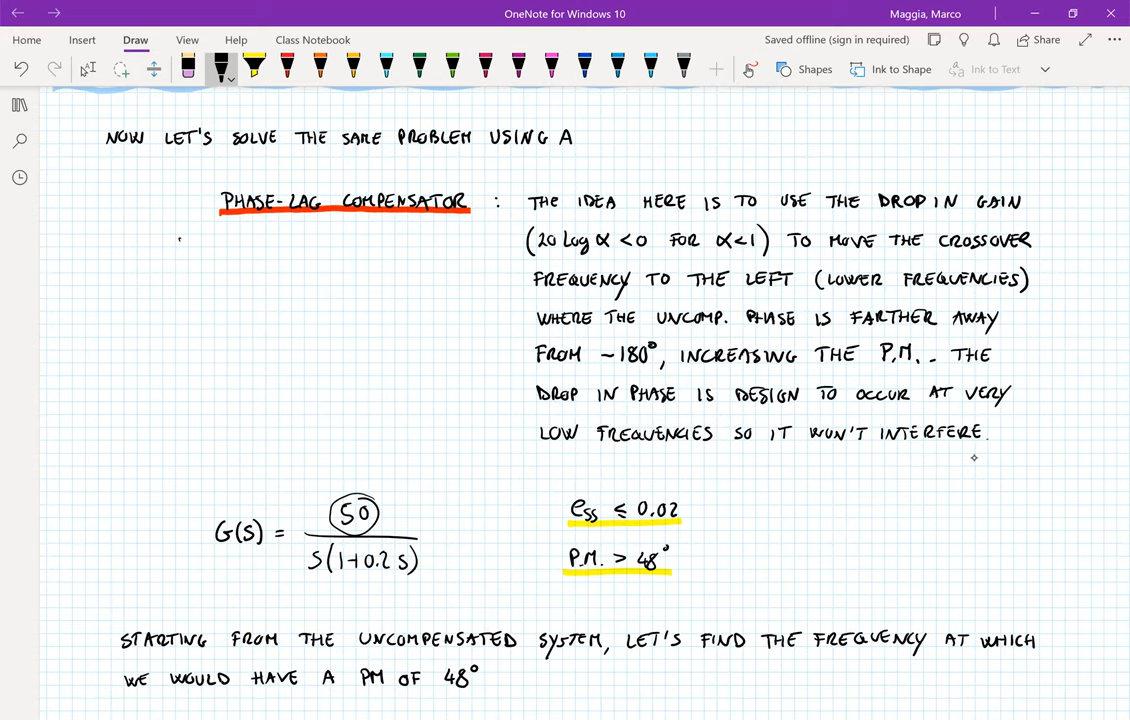 OneNote for Windows 10
Maggia, Marco
Home Insert Draw View Help Class Notebook
Saved offline (sign in required)
Share
Shapes
Ink to Shape
Ink to Text
NOW LET'S SOLVE THE SAME PROBLEM USING A
PHASE-LAG COMPENSATOR : THE IDEA HERE IS TO USE THE DROP IN GAIN
(20 Log α < 0 FOR α<1) TO MOVE THE CROSSOVER
FREQUENCY TO THE LEFT (LOWER FREQUENCIES)
WHERE THE UNCOMP. PHASE IS FARTHER AWAY
FROM -180°, INCREASING THE P.M.. THE
DROP IN PHASE IS DESIGN TO OCCUR AT VERY
LOW FREQUENCIES SO IT WON'T INTERFERE.
G(S) = 50 / S(1+0.2 S)
ess ≤ 0.02
P.M. > 48°
STARTING FROM THE UNCOMPENSATED SYSTEM, LET'S FIND THE FREQUENCY AT WHICH
WE WOULD HAVE A PM OF 48°